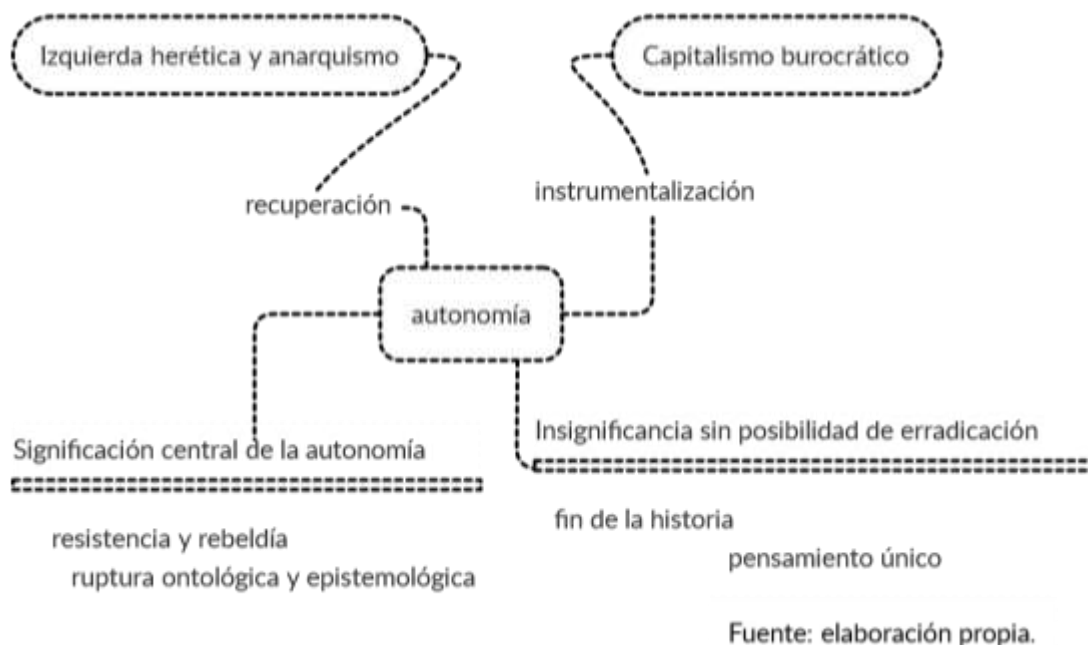 Izquierda herética y anarquismo
Capitalismo burocrático
recuperación
instrumentalización
autonomía
Significación central de la autonomía
Insignificancia sin posibilidad de erradicación
resistencia y rebeldía
ruptura ontológica y epistemológica
fin de la historia
pensamiento único
Fuente: elaboración propia.